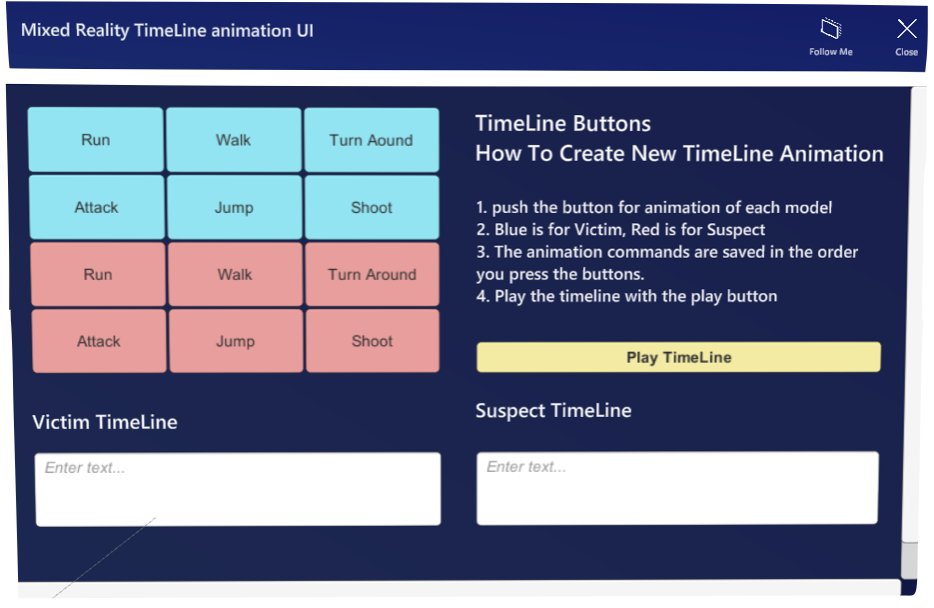 Mixed Reality TimeLine animation UI
Follow Me
Close
Run
Walk
Turn Aound
Attack
Jump
Shoot
Run
Walk
Turn Around
Attack
Jump
Shoot
TimeLine Buttons
How To Create New TimeLine Animation
1. push the button for animation of each model
2. Blue is for Victim, Red is for Suspect
3. The animation commands are saved in the order
you press the buttons.
4. Play the timeline with the play button
Play TimeLine
Victim TimeLine
Enter text...
Suspect TimeLine
Enter text...